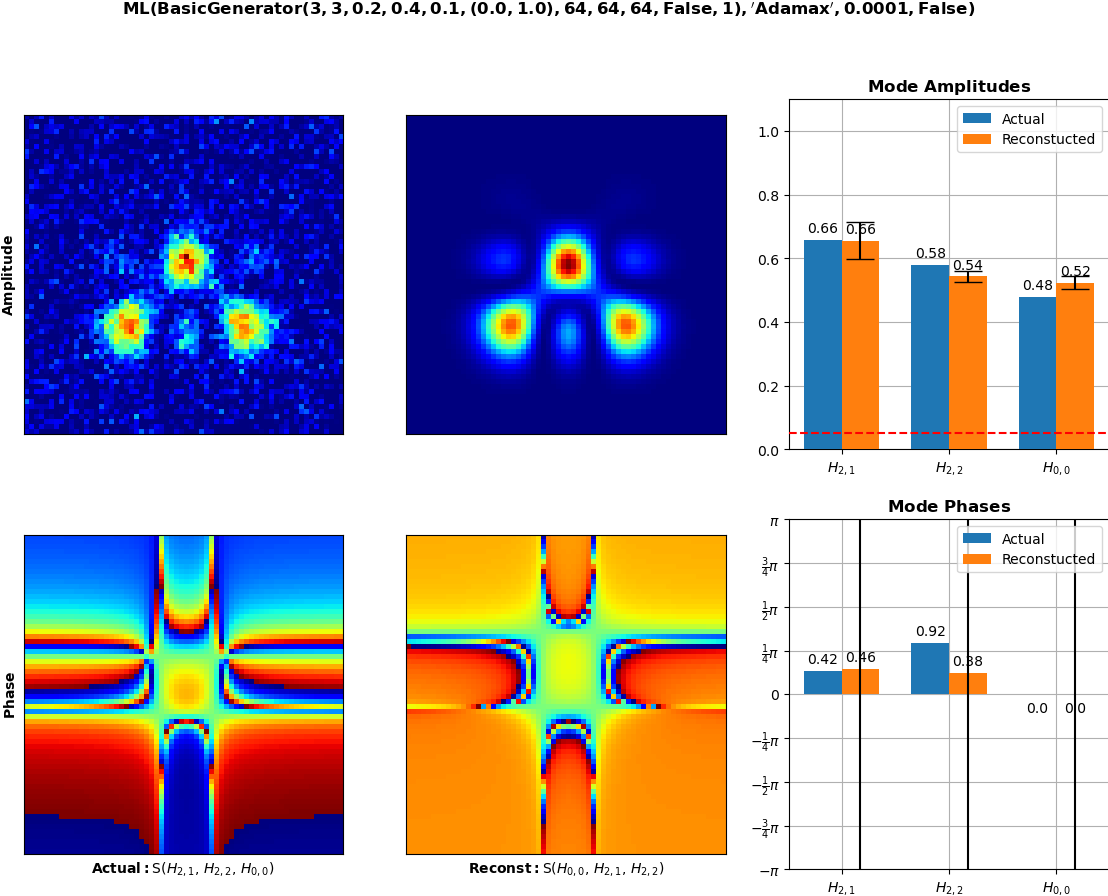 ML(BasicGenerator(3, 3, 0.2, 0.4, 0.1, (0.0, 1.0), 64, 64, 64, False, 1), ′Adamax′, 0.0001, False)
Amplitude
Mode Amplitudes
Actual
Reconstucted
1.0
0.8
0.6
0.4
0.2
0.0
0.66
0.66
0.58
0.54
0.48
0.52
H2,1
H2,2
H0,0
Phase
Actual: S(H2,1, H2,2, H0,0)
Reconst: S(H0,0, H2,1, H2,2)
Mode Phases
Actual
Reconstucted
π
3/4π
1/2π
1/4π
0
−1/4π
−1/2π
−3/4π
−π
0.42
0.46
0.92
0.38
0.0
0.0
H2,1
H2,2
H0,0